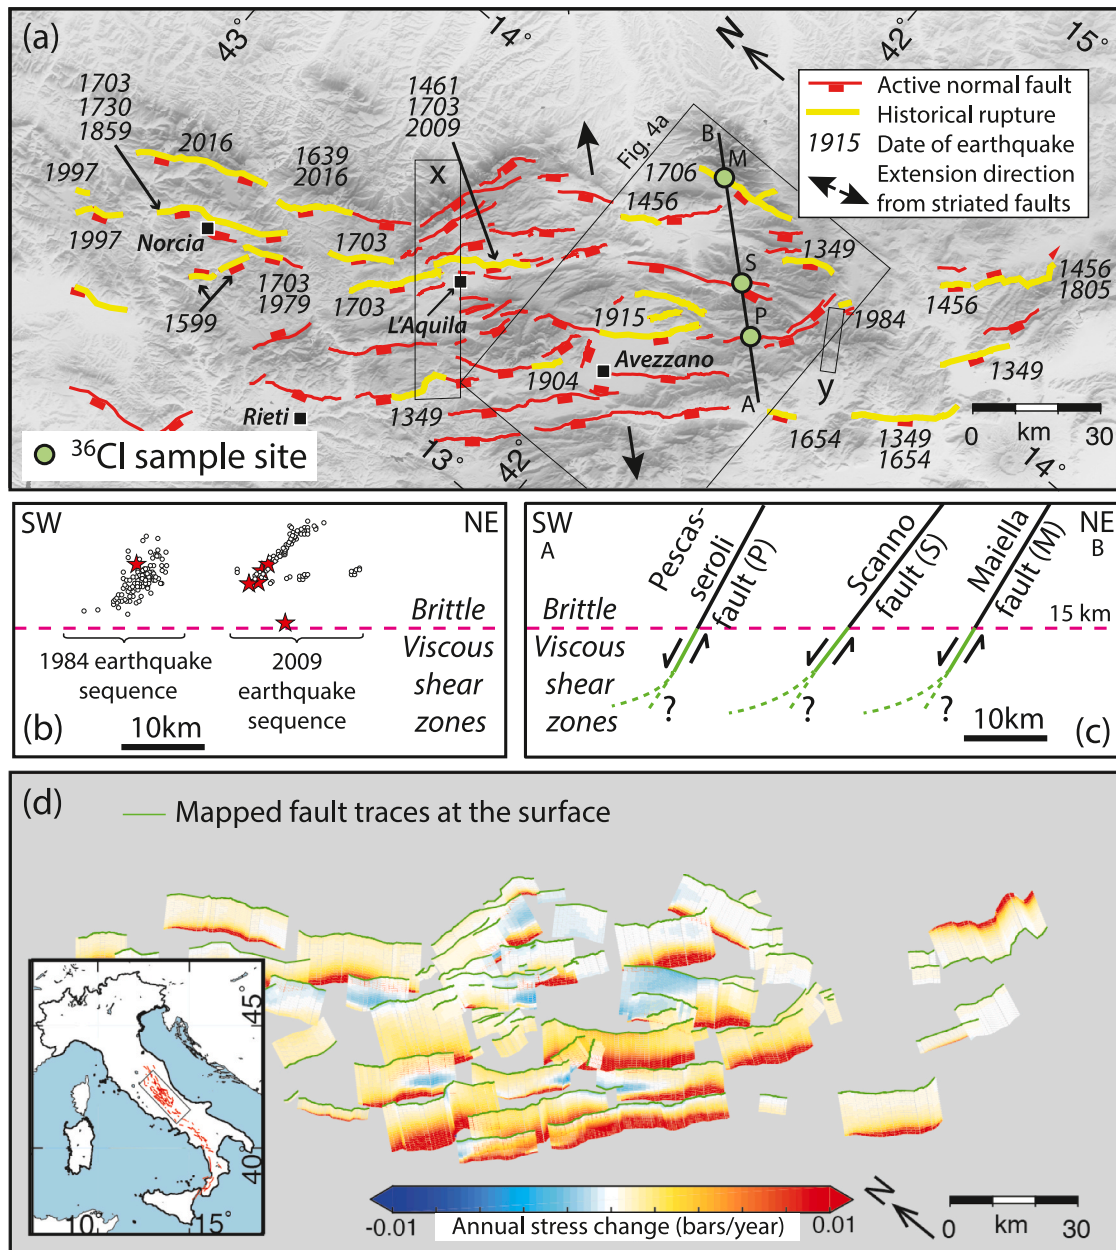 (a)
43°
14°
N
42°
15°
Active normal fault
Historical rupture
1915 Date of earthquake
Extension direction
from striated faults
1703
1730
1859
2016
1461
1703
2009
1639
2016
1997
1997
Norcia
1703
1979
1599
1703
1703
X
L'Aquila
Fig. 4a
B
M
1706
1456
1349
S
1915
P
1984
Avezzano
1904
A
y
1456
1456
1805
1349
Rieti
1349
1654
1349
1654
13°
42°
14°
0 km 30
36Cl sample site
SW
NE
Brittle
Viscous
shear
zones
1984 earthquake
sequence
2009
earthquake
sequence
(b)
10km
SW
A
NE
B
Pescas-
seroli
fault (P)
Scanno
fault (S)
Maiella
fault (M)
Brittle
15 km
Viscous
shear
zones
?
?
?
10km
(c)
(d)
Mapped fault traces at the surface
45°
40°
10°
15°
-0.01 Annual stress change (bars/year) 0.01
N
0 km 30